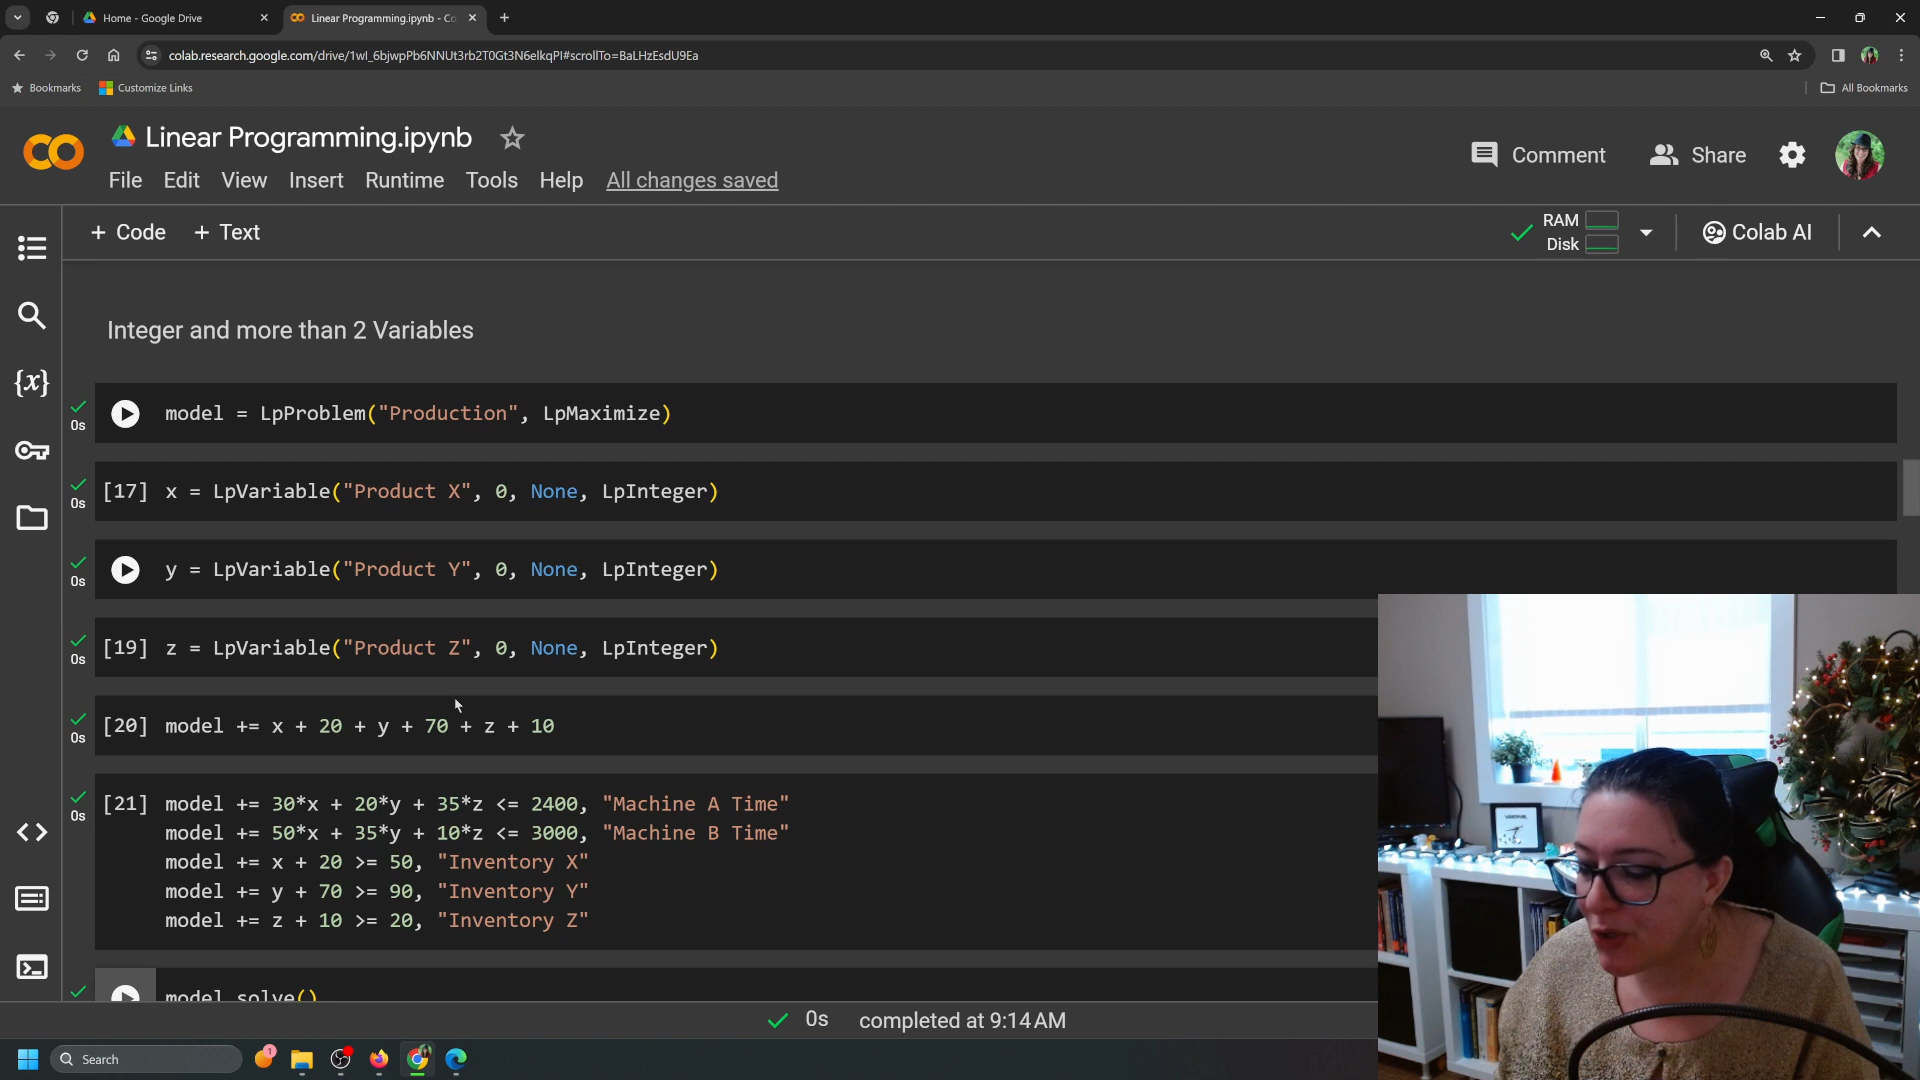 Home - Google Drive
Linear Programming.ipynb - Co
colab.research.google.com/drive/1wI_6bjwpPb6NNUt3rb2T0Gt3N6elkqPI#scrollTo=BaLHzEsdU9Ea
Bookmarks
Customize Links
All Bookmarks
CO
Linear Programming.ipynb
Comment
Share
File Edit View Insert Runtime Tools Help All changes saved
+ Code + Text
RAM
Disk
Colab AI
Integer and more than 2 Variables
{x}
0s
model = LpProblem("Production", LpMaximize)
0s
[17] x = LpVariable("Product X", 0, None, LpInteger)
0s
y = LpVariable("Product Y", 0, None, LpInteger)
0s
[19] z = LpVariable("Product Z", 0, None, LpInteger)
0s
[20] model += x + 20 + y + 70 + z + 10
0s
[21] model += 30*x + 20*y + 35*z <= 2400, "Machine A Time"
model += 50*x + 35*y + 10*z <= 3000, "Machine B Time"
model += x + 20 >= 50, "Inventory X"
model += y + 70 >= 90, "Inventory Y"
model += z + 10 >= 20, "Inventory Z"
model.solve()
0s completed at 9:14 AM
Search
1